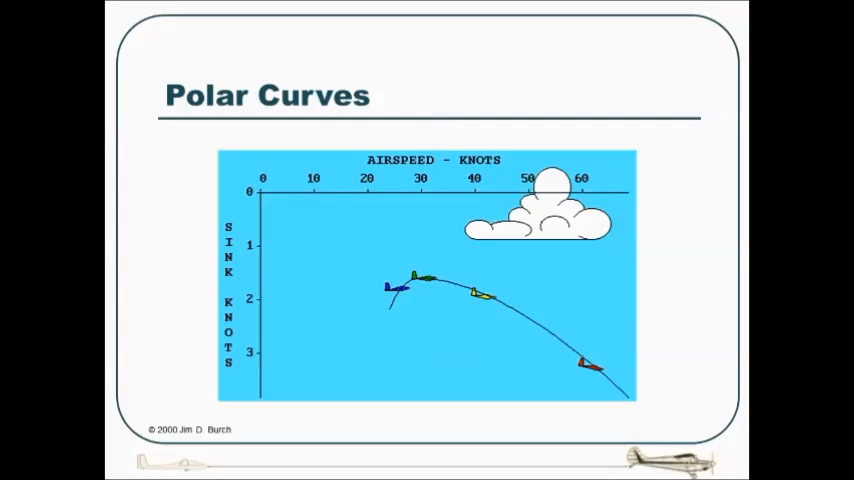 Polar Curves
AIRSPEED - KNOTS
0 10 20 30 40 50 60
0
1
2
3
SINK KNOTS
© 2000 Jim D. Burch